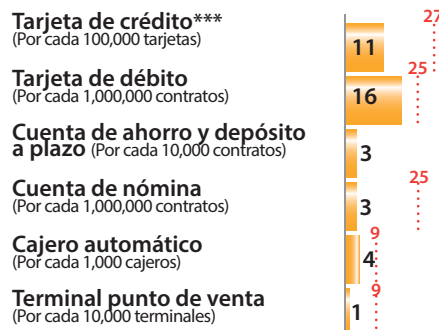 Tarjeta de crédito***
(Por cada 100,000 tarjetas)
11
27
Tarjeta de débito
(Por cada 1,000,000 contratos)
16
25
Cuenta de ahorro y depósito
a plazo (Por cada 10,000 contratos)
3
Cuenta de nómina
(Por cada 1,000,000 contratos)
3
25
Cajero automático
(Por cada 1,000 cajeros)
4
9
Terminal punto de venta
(Por cada 10,000 terminales)
1
9